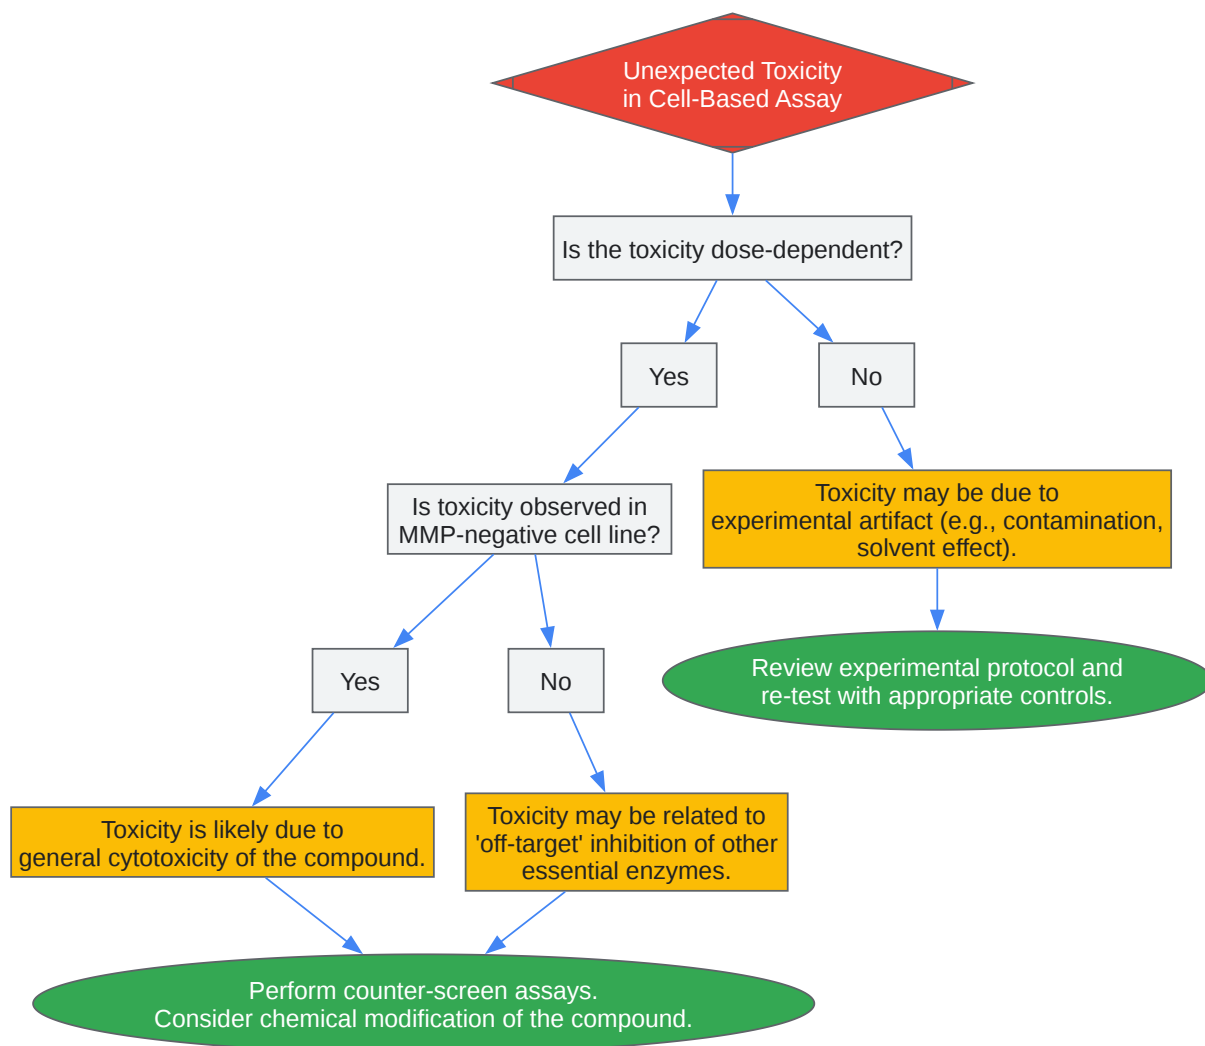 Unexpected Toxicity
in Cell-Based Assay
Is the toxicity dose-dependent?
Yes
No
Is toxicity observed in
MMP-negative cell line?
Toxicity may be due to
experimental artifact (e.g., contamination,
solvent effect).
Yes
No
Review experimental protocol and
re-test with appropriate controls.
Toxicity is likely due to
general cytotoxicity of the compound.
Toxicity may be related to
'off-target' inhibition of other
essential enzymes.
Perform counter-screen assays.
Consider chemical modification of the compound.